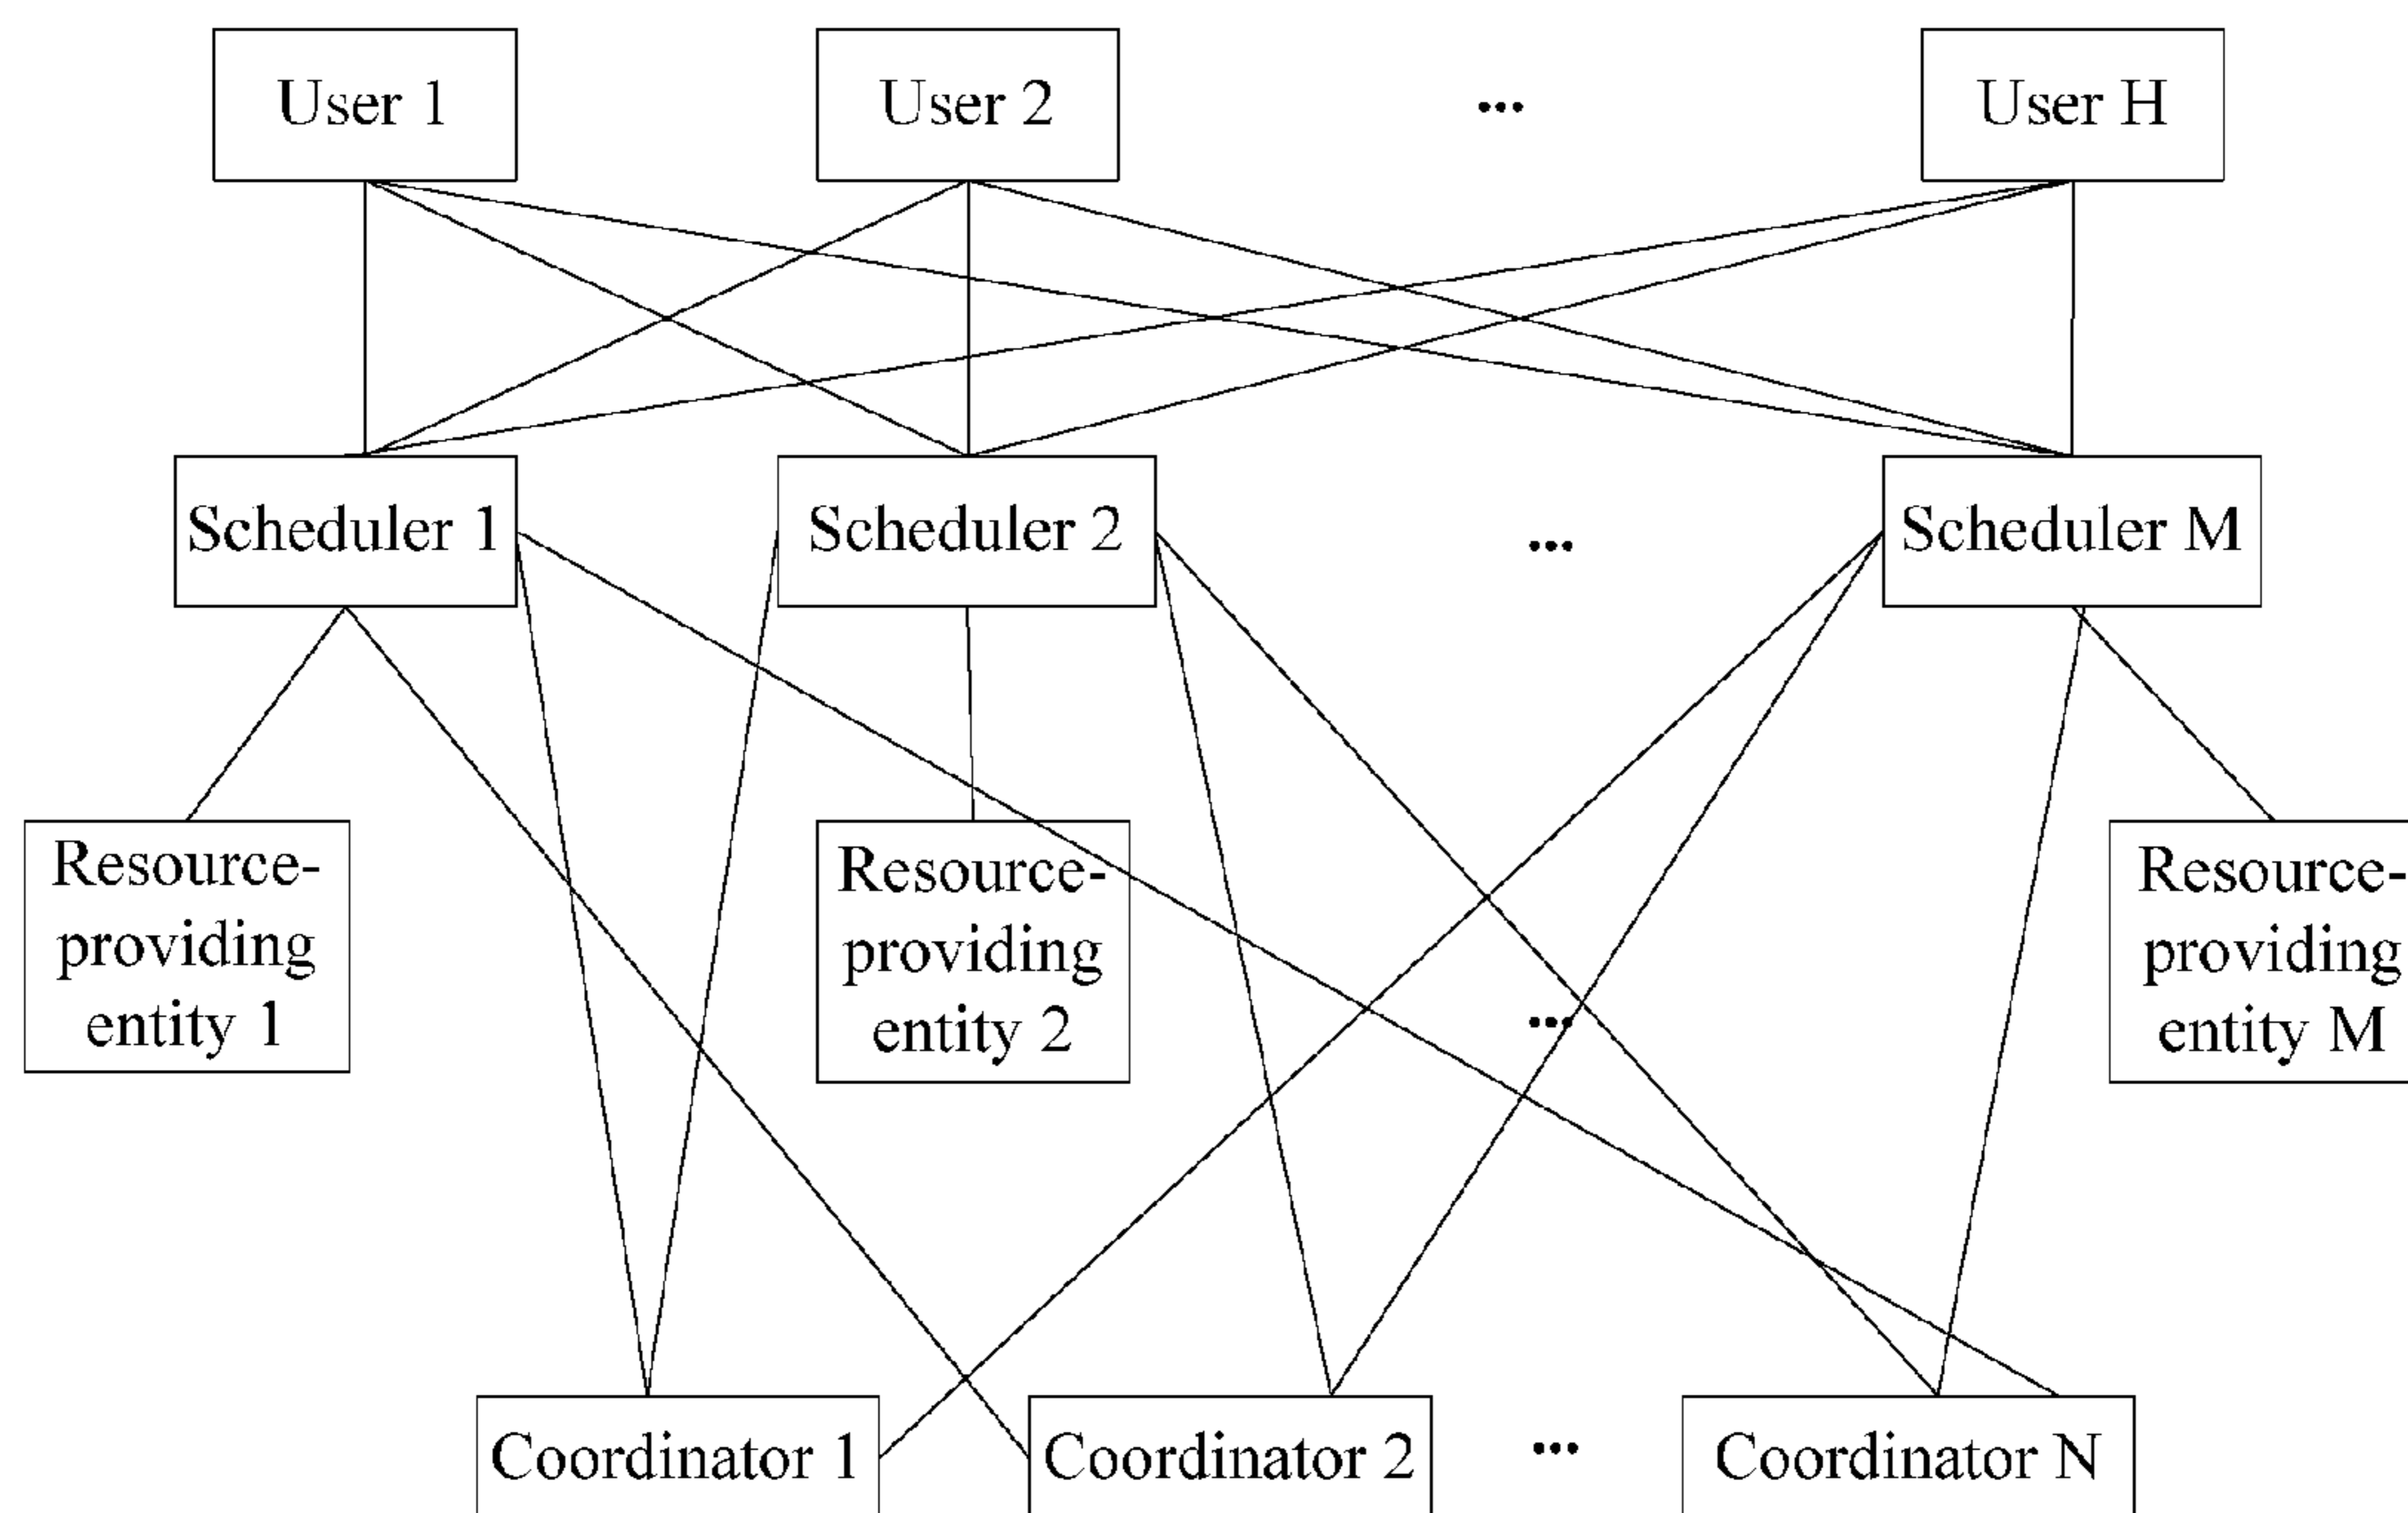 User 1
User 2
...
User H
Scheduler 1
Scheduler 2
...
Scheduler M
Resource-
providing
entity 1
Resource-
providing
entity 2
...
Resource-
providing
entity M
Coordinator 1
Coordinator 2
...
Coordinator N